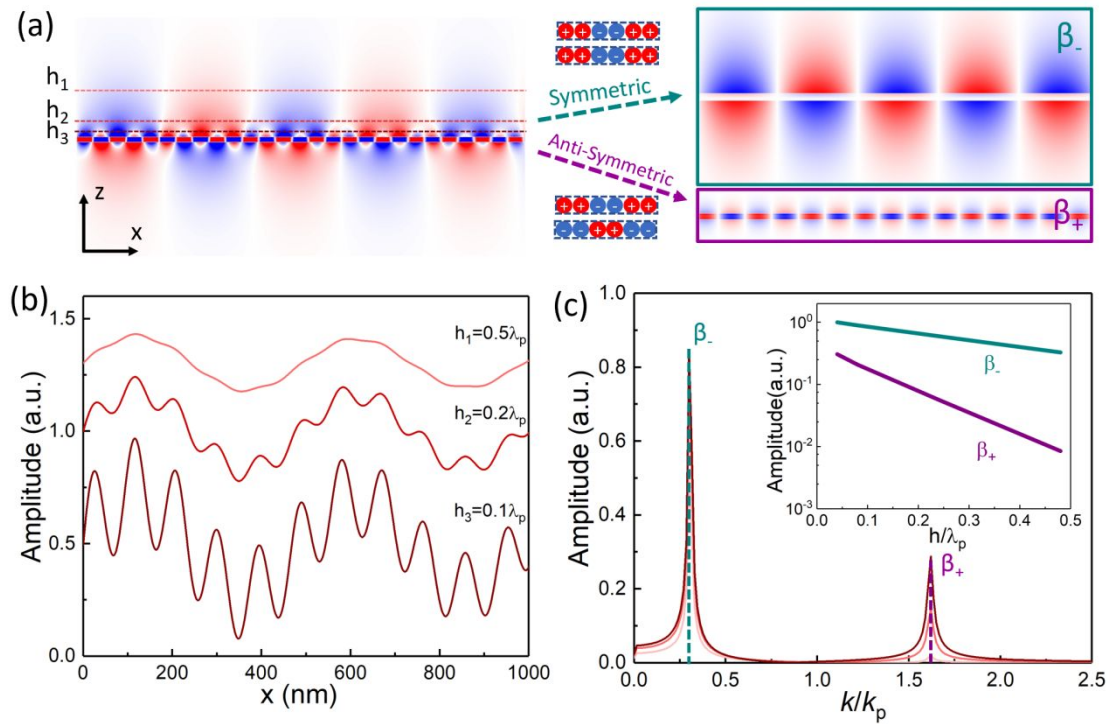 (a)
h₁
h₂
h₃
z
x
++--++
++--++
Symmetric
Anti-Symmetric
++--++
--++--
β₋
β₊
(b)
Amplitude (a.u.)
1.5
1.0
0.5
0.0
h₁=0.5λₚ
h₂=0.2λₚ
h₃=0.1λₚ
0 200 400 600 800 1000
x (nm)
(c)
Amplitude (a.u.)
1.0
0.8
0.6
0.4
0.2
0.0
β₋
β₊
0.0 0.5 1.0 1.5 2.0 2.5
k/kₚ
Amplitude(a.u.)
10⁰
10⁻¹
10⁻²
10⁻³
β₋
β₊
0.0 0.1 0.2 0.3 0.4 0.5
h/λₚ